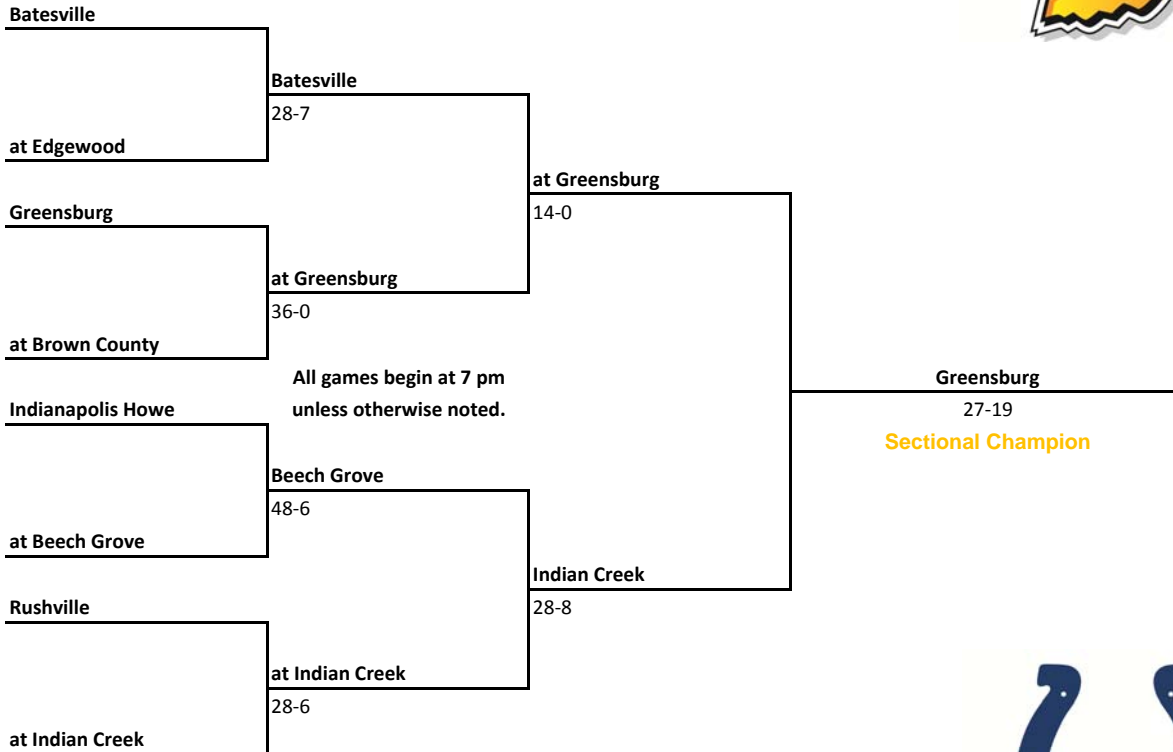 Batesville
Batesville
28-7
at Edgewood
at Greensburg
14-0
Greensburg
at Greensburg
36-0
at Brown County
All games begin at 7 pm
unless otherwise noted.
Greensburg
27-19
Sectional Champion
Indianapolis Howe
Beech Grove
48-6
at Beech Grove
Indian Creek
28-8
Rushville
at Indian Creek
28-6
at Indian Creek